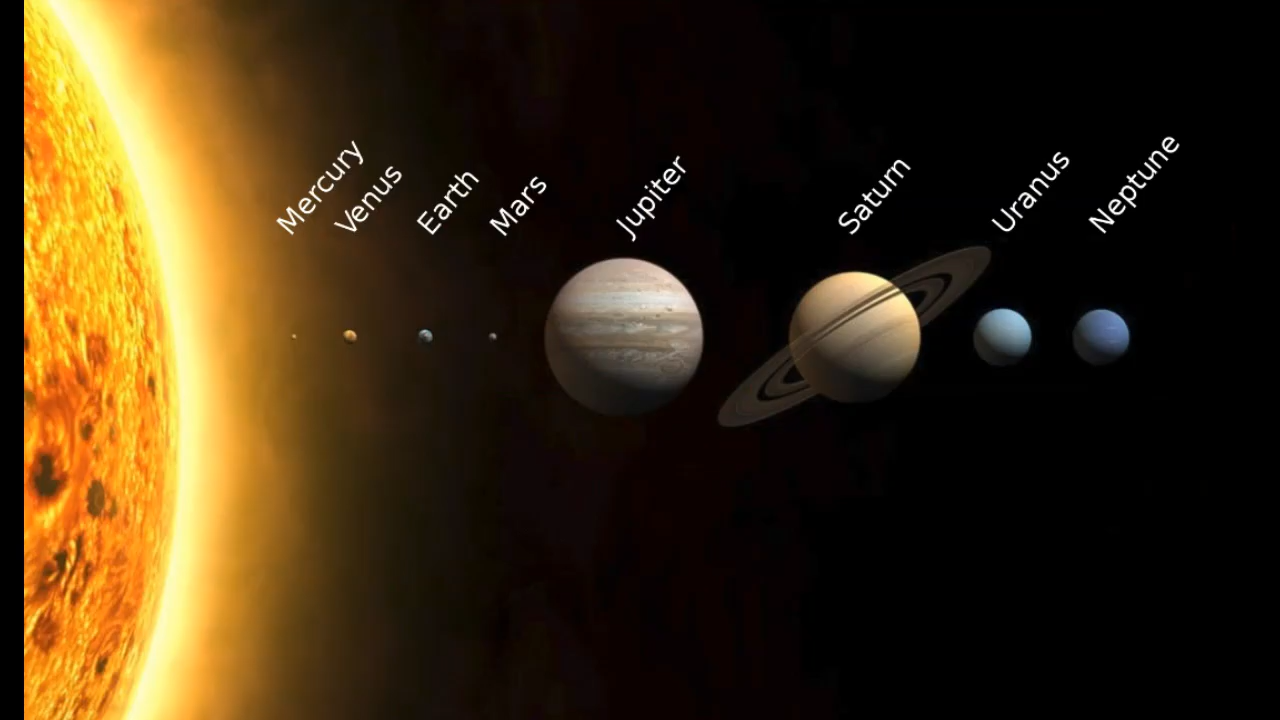 Mercury
Venus
Earth
Mars
Jupiter
Saturn
Uranus
Neptune